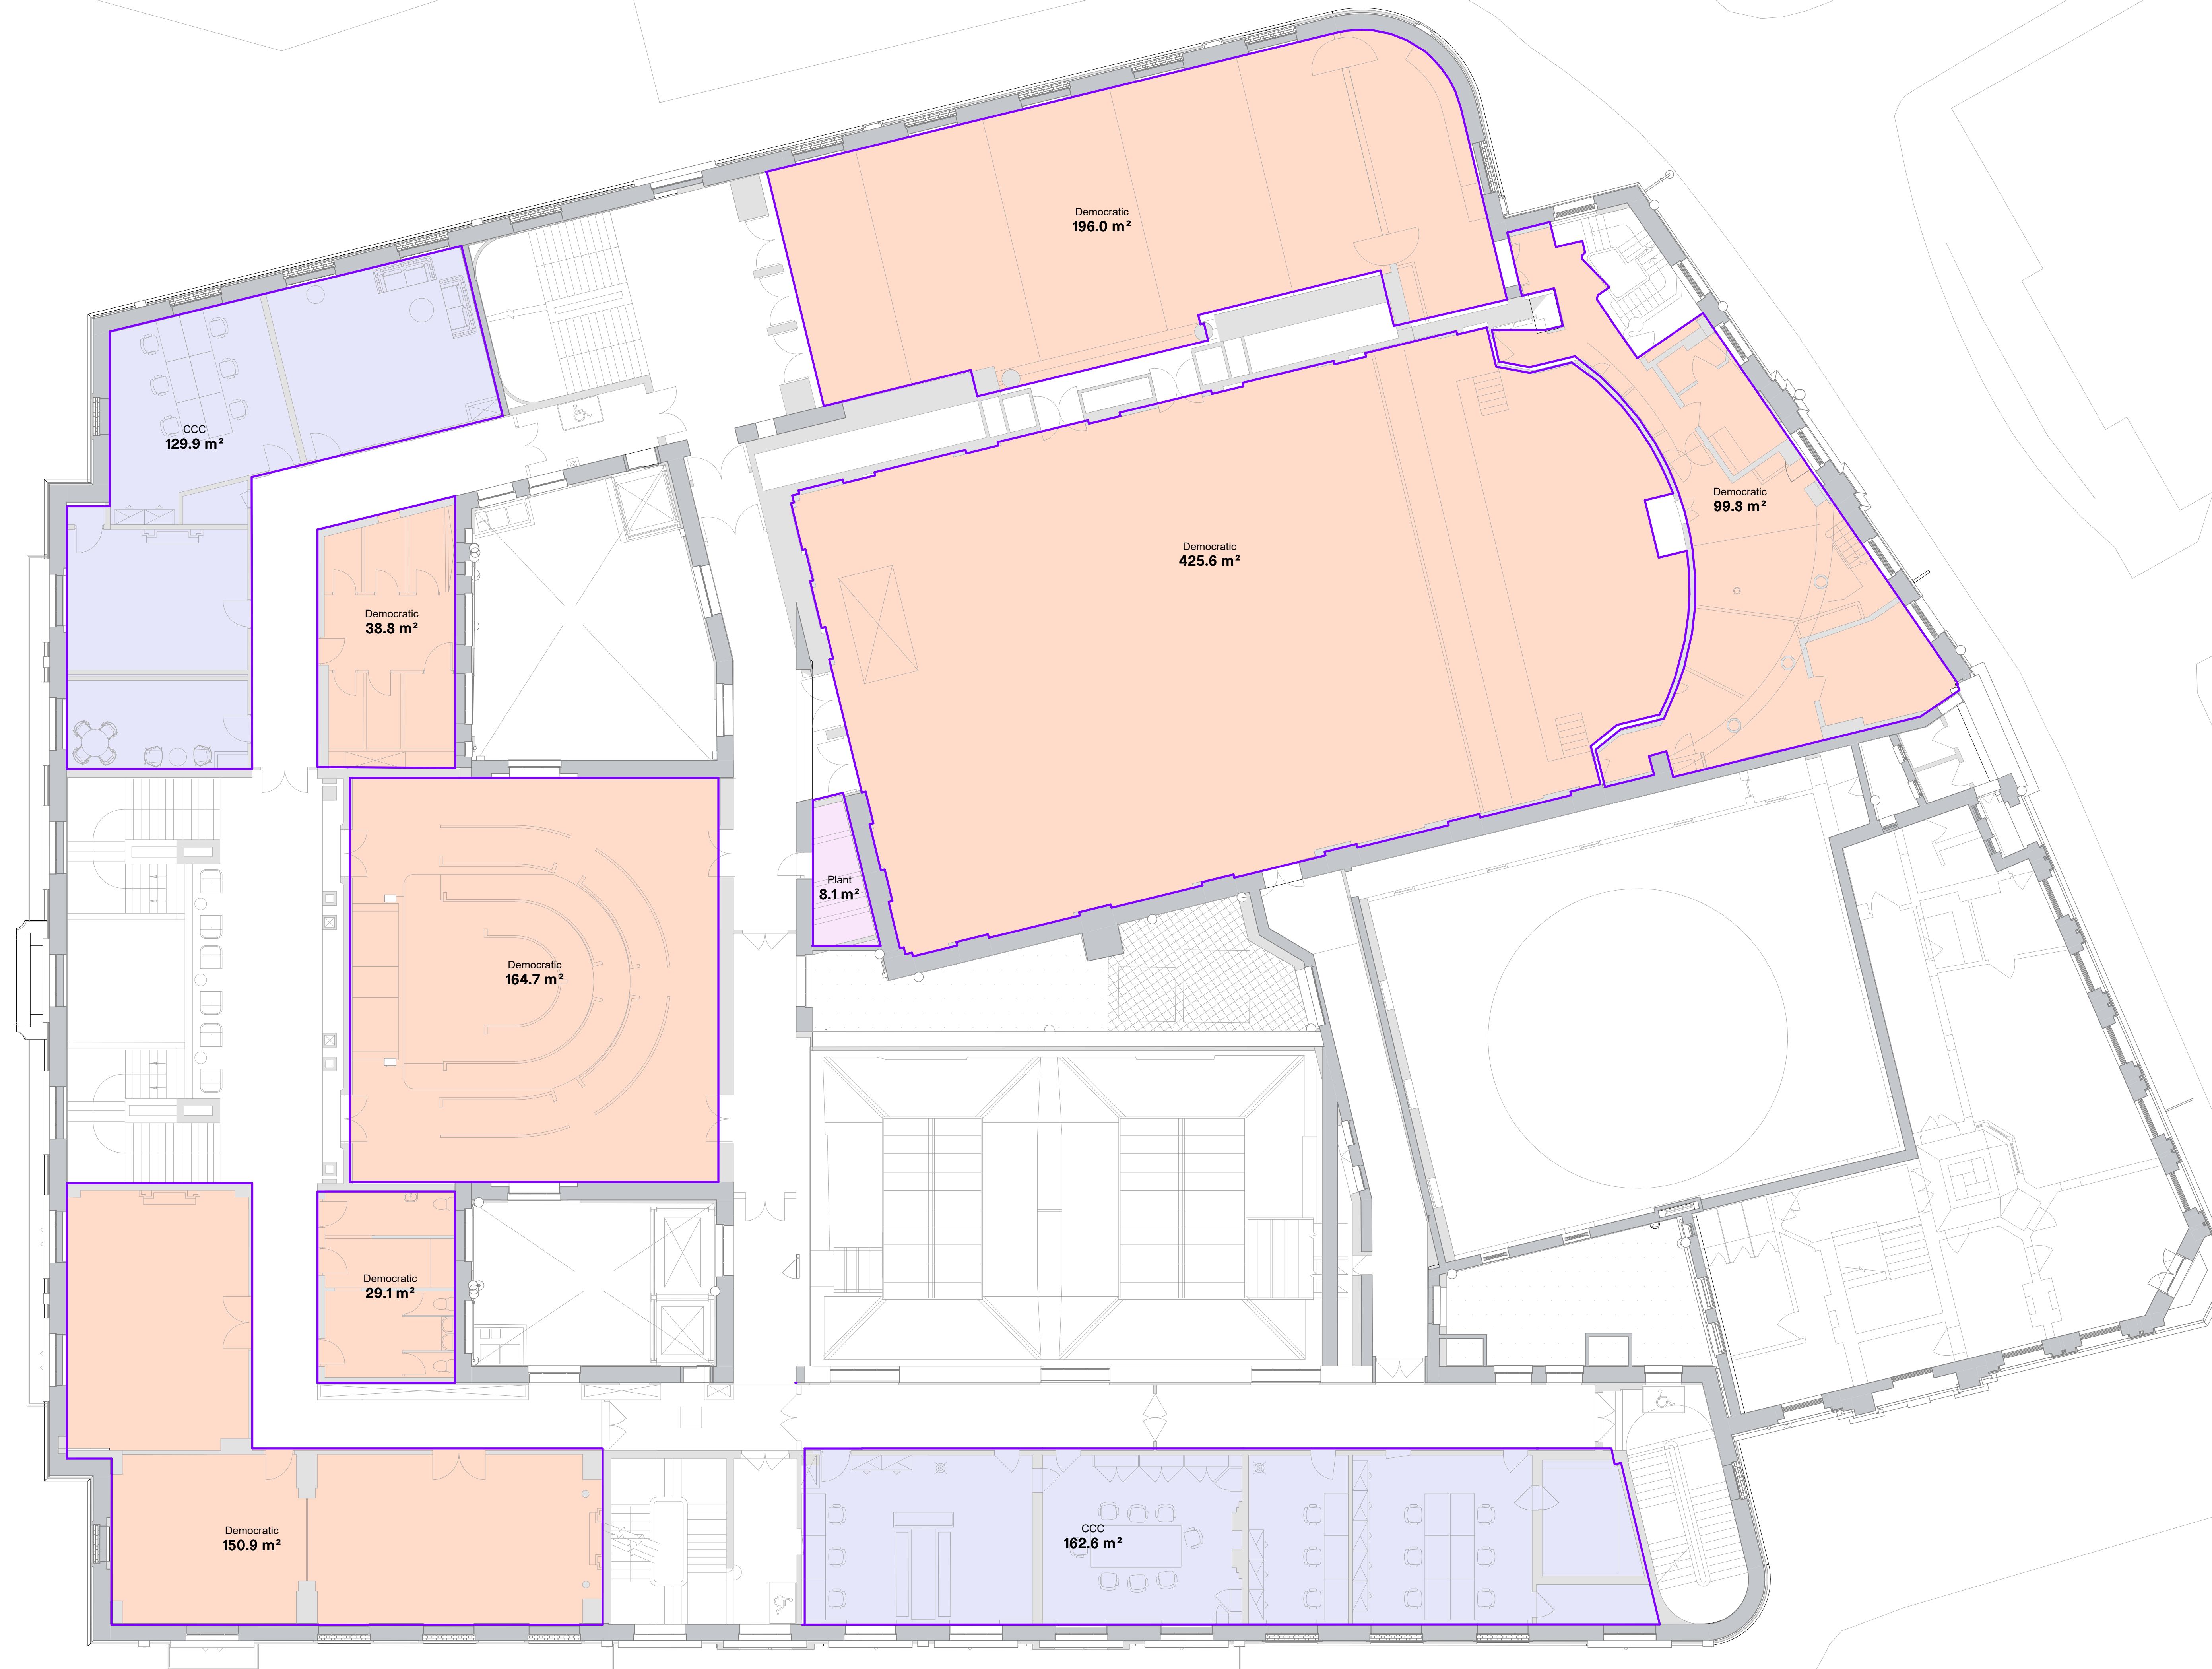 Democratic
196.0 m²
CCC
129.9 m²
Democratic
99.8 m²
Democratic
425.6 m²
Democratic
38.8 m²
Plant
8.1 m²
Democratic
164.7 m²
Democratic
29.1 m²
Democratic
150.9 m²
CCC
162.6 m²